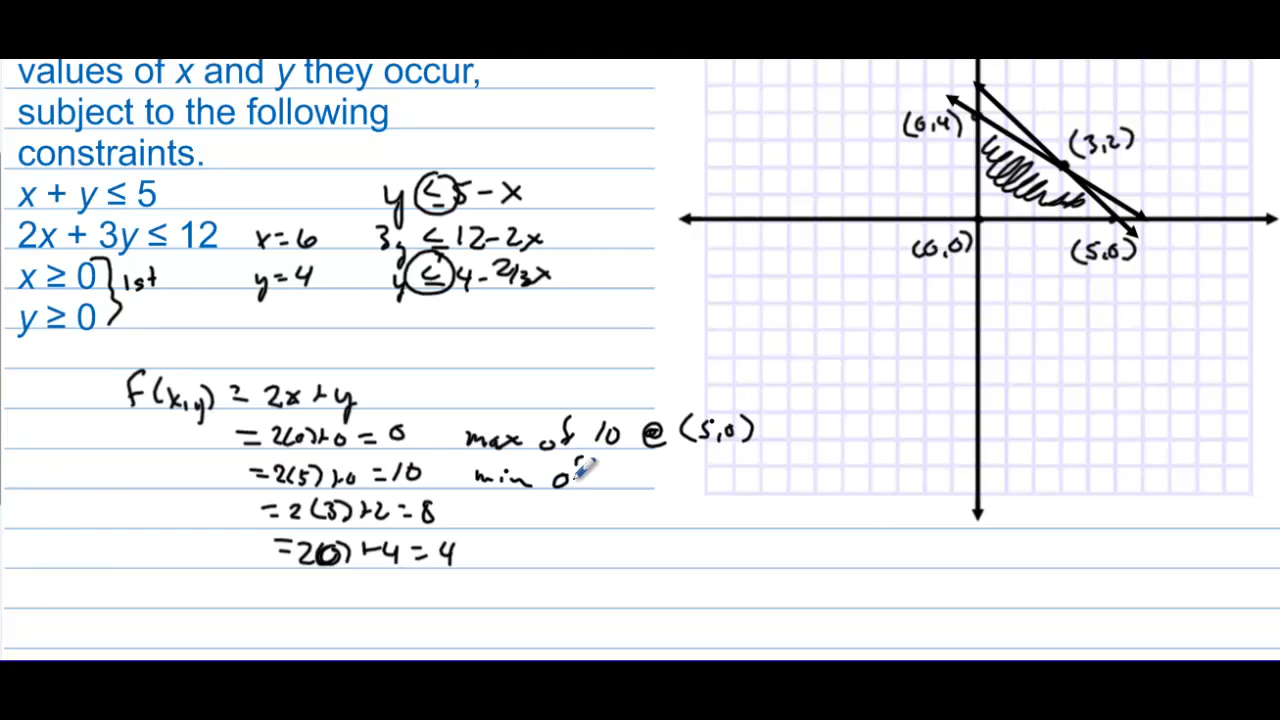 values of x and y they occur,
subject to the following
constraints.
x + y ≤ 5
y ≤ 5 - x
2x + 3y ≤ 12
x = 6
3y ≤ 12 - 2x
x ≥ 0
1st
y = 4
y ≤ 4 - 2/3x
y ≥ 0
f(x,y) = 2x + y
= 2(0) + 0 = 0
max of 10 @ (5,0)
= 2(5) + 0 = 10
min of
= 2(3) + 2 = 8
= 2(0) + 4 = 4
(0,4)
(3,2)
(0,0)
(5,0)